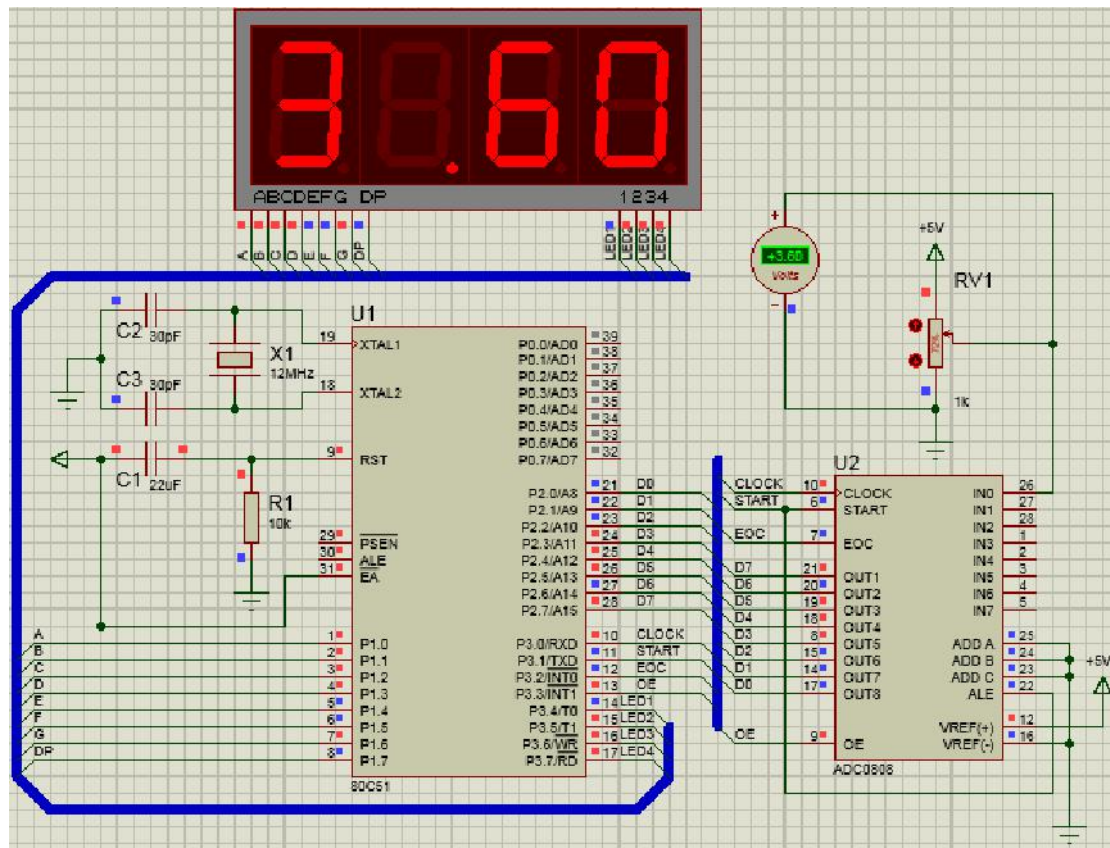 3.60
ABCDEFG DP
1234
A
B
C
D
E
F
G
DP
LED1
LED2
LED3
LED4
+
Volts
−
+5V
RV1
1k
C2
30pF
X1
12MHz
C3
30pF
C1
22uF
R1
10k
U1
19 XTAL1
18 XTAL2
9 RST
29 PSEN
30 ALE
31 EA
1 P1.0
2 P1.1
3 P1.2
4 P1.3
5 P1.4
6 P1.5
7 P1.6
8 P1.7
A
B
C
D
E
F
G
DP
P0.0/AD0 39
P0.1/AD1 38
P0.2/AD2 37
P0.3/AD3 36
P0.4/AD4 35
P0.5/AD5 34
P0.6/AD6 33
P0.7/AD7 32
P2.0/A8 21 D0
P2.1/A9 22 D1
P2.2/A10 23 D2
P2.3/A11 24 D3
P2.4/A12 25 D4
P2.5/A13 26 D5
P2.6/A14 27 D6
P2.7/A15 28 D7
P3.0/RXD 10 CLOCK
P3.1/TXD 11 START
P3.2/INT0 12 EOC
P3.3/INT1 13 OE
P3.4/T0 14 LED1
P3.5/T1 15 LED2
P3.6/WR 16 LED3
P3.7/RD 17 LED4
80C51
U2
CLOCK 10 CLOCK
START 6 START
EOC 7 EOC
D7 21 OUT1
D6 20 OUT2
D5 19 OUT3
D4 18 OUT4
D3 8 OUT5
D2 15 OUT6
D1 14 OUT7
D0 17 OUT8
OE 9 OE
IN0 26
IN1 27
IN2 28
IN3 1
IN4 2
IN5 3
IN6 4
IN7 5
ADD A 25
ADD B 24
ADD C 23
ALE 22
VREF(+) 12
VREF(-) 16
+5V
ADC0808